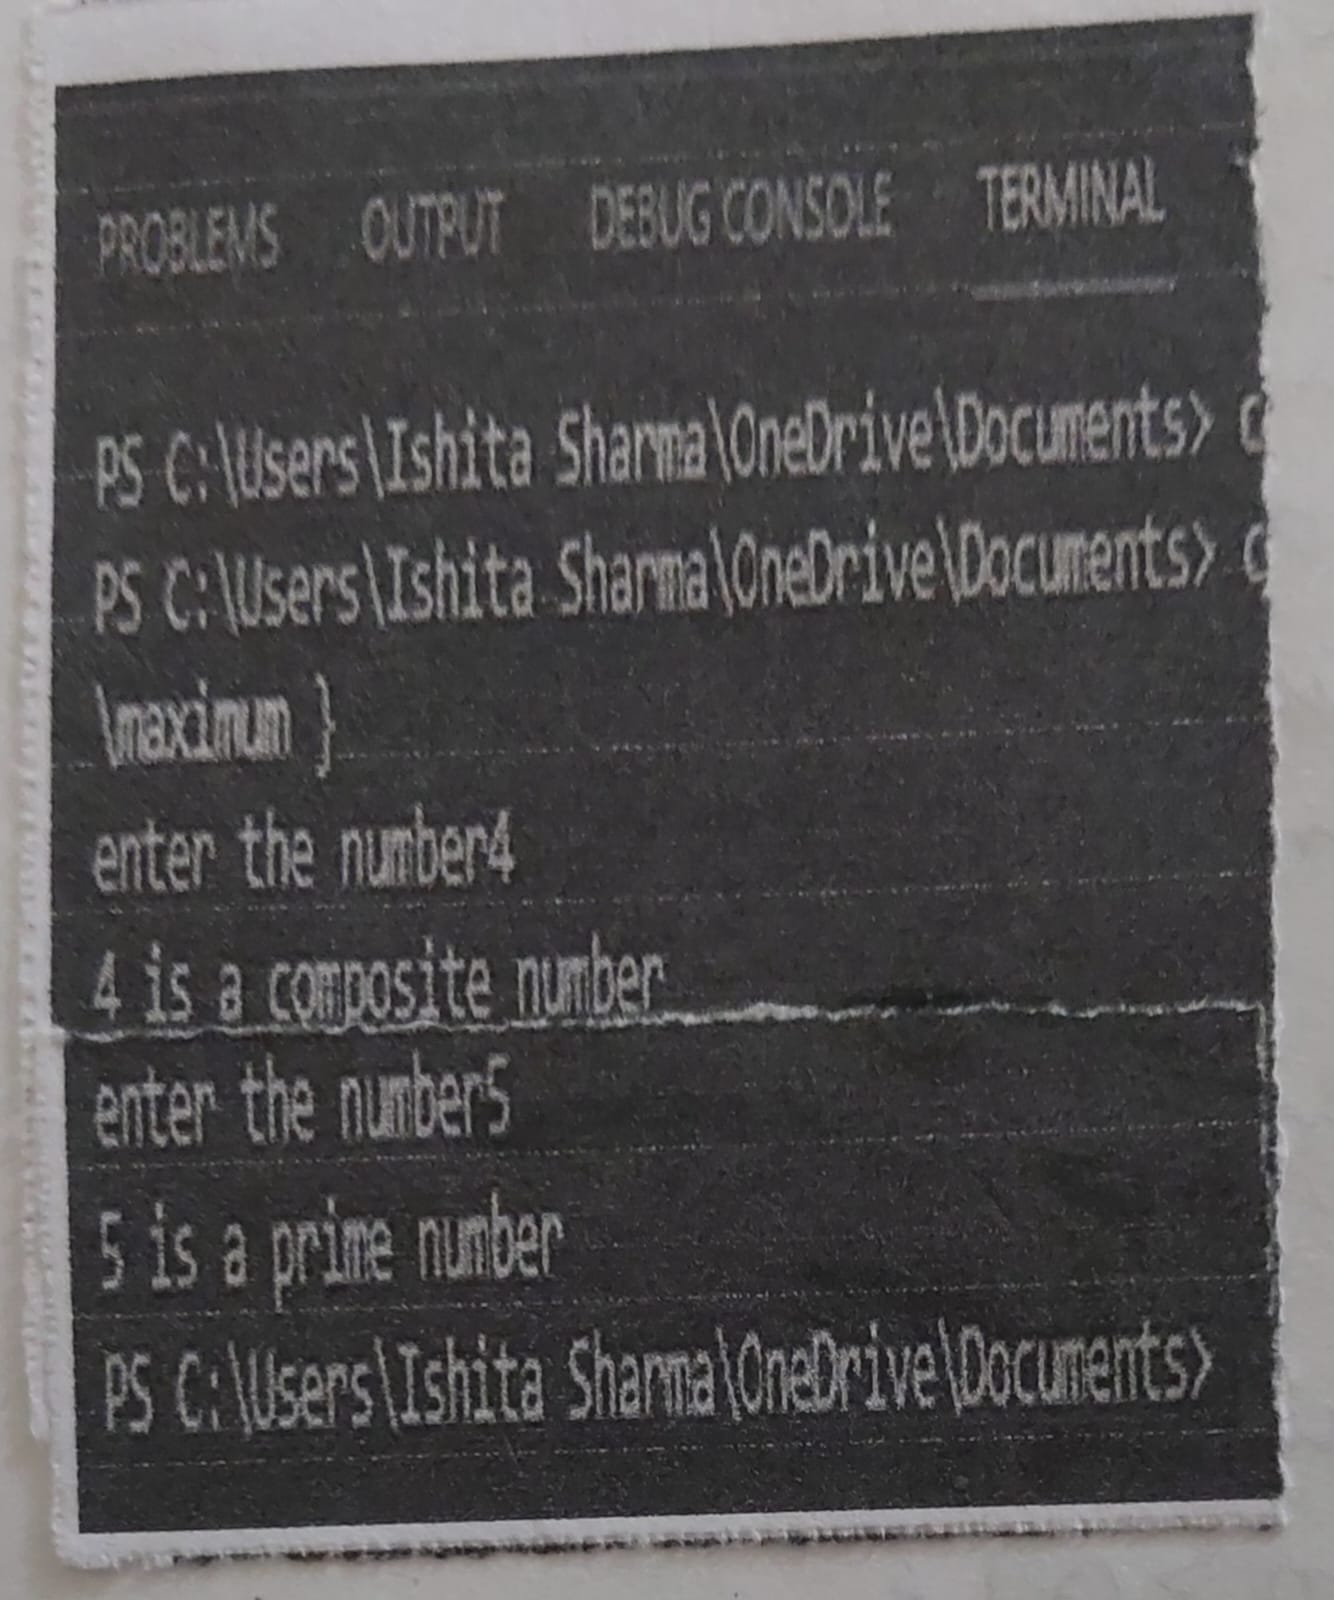 PROBLEMS OUTPUT DEBUG CONSOLE TERMINAL
PS C:\Users\Ishita Sharma\OneDrive\Documents> c
PS C:\Users\Ishita Sharma\OneDrive\Documents> c
\maximum }
enter the number4
4 is a composite number
enter the number5
5 is a prime number
PS C:\Users\Ishita Sharma\OneDrive\Documents>